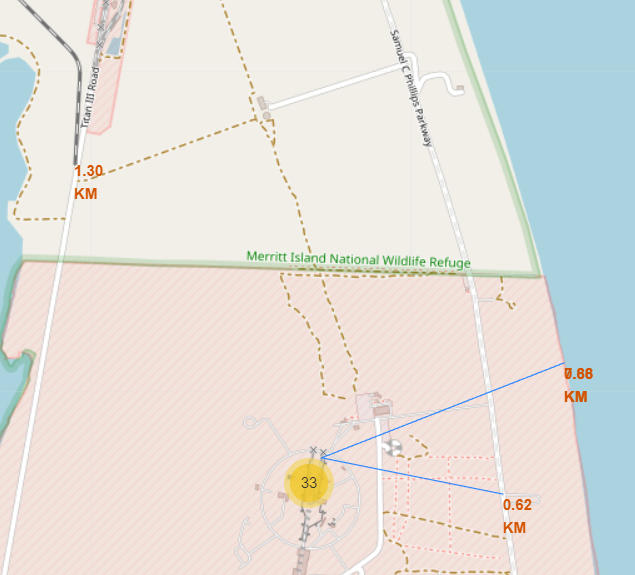 Samuel C Phillips Parkway
Titan III Road
1.30
KM
Merritt Island National Wildlife Refuge
KM
33
0.62
KM